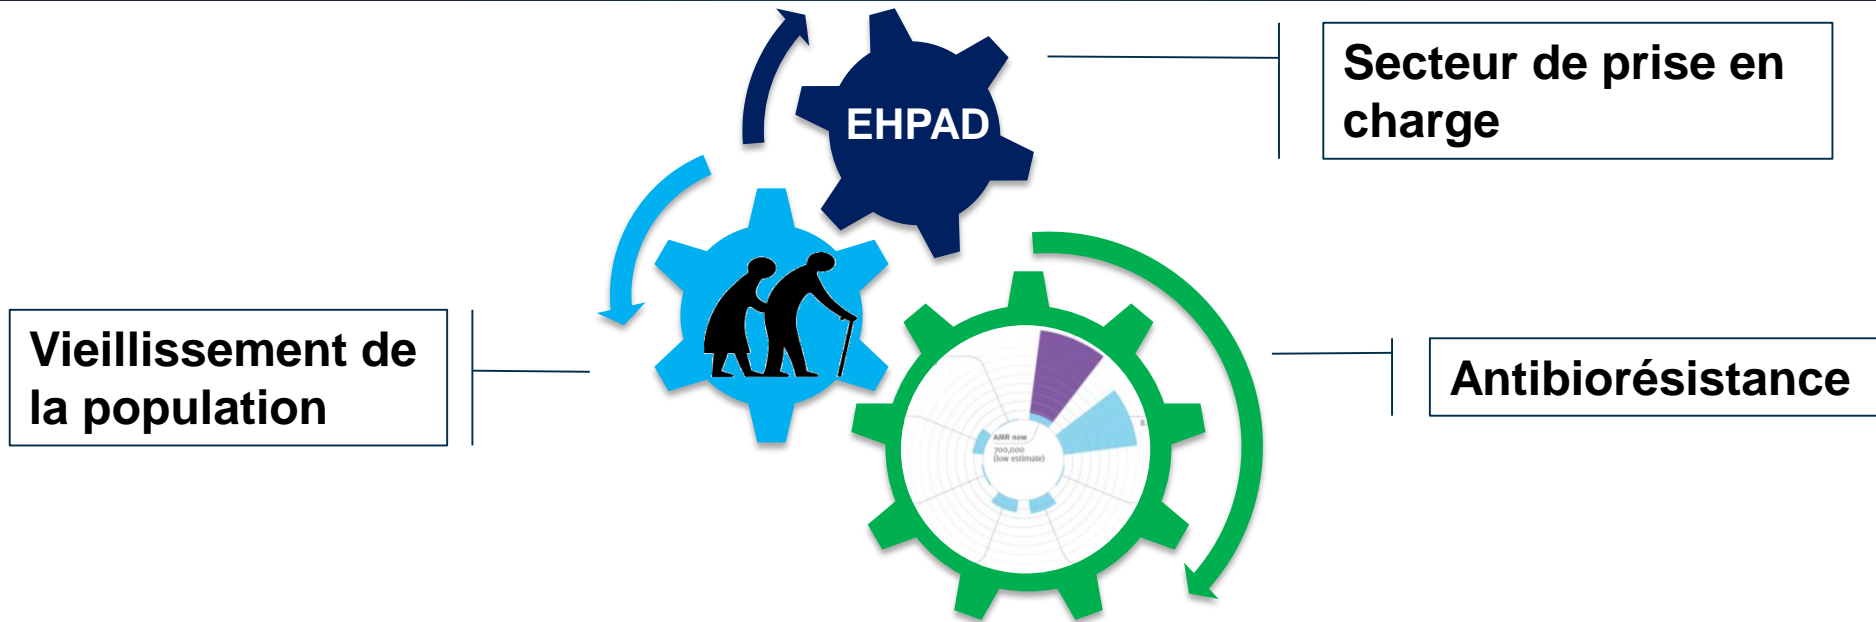 EHPAD
Secteur de prise en
charge
Vieillissement de
la population
Antibiorésistance
AMR now
700,000
(low estimate)